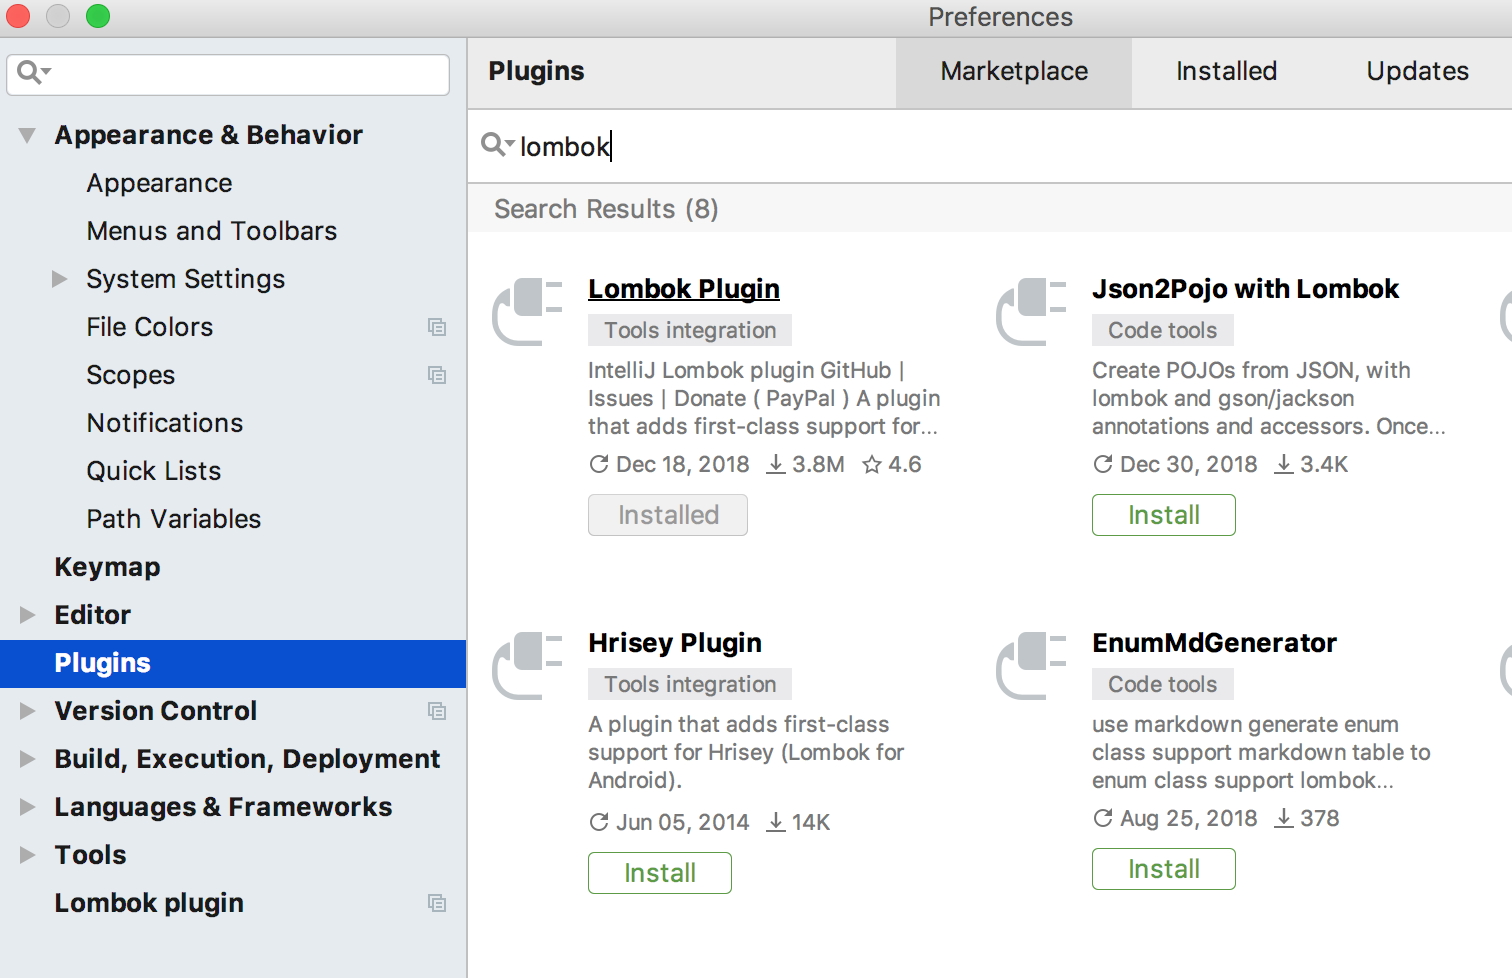 Preferences
Appearance & Behavior
Appearance
Menus and Toolbars
System Settings
File Colors
Scopes
Notifications
Quick Lists
Path Variables
Keymap
Editor
Plugins
Version Control
Build, Execution, Deployment
Languages & Frameworks
Tools
Lombok plugin
Plugins
Marketplace
Installed
Updates
lombok
Search Results (8)
Lombok Plugin
Tools integration
IntelliJ Lombok plugin GitHub |
Issues | Donate ( PayPal ) A plugin
that adds first-class support for...
Dec 18, 2018 3.8M 4.6
Installed
Json2Pojo with Lombok
Code tools
Create POJOs from JSON, with
lombok and gson/jackson
annotations and accessors. Once...
Dec 30, 2018 3.4K
Install
Hrisey Plugin
Tools integration
A plugin that adds first-class
support for Hrisey (Lombok for
Android).
Jun 05, 2014 14K
Install
EnumMdGenerator
Code tools
use markdown generate enum
class support markdown table to
enum class support lombok...
Aug 25, 2018 378
Install